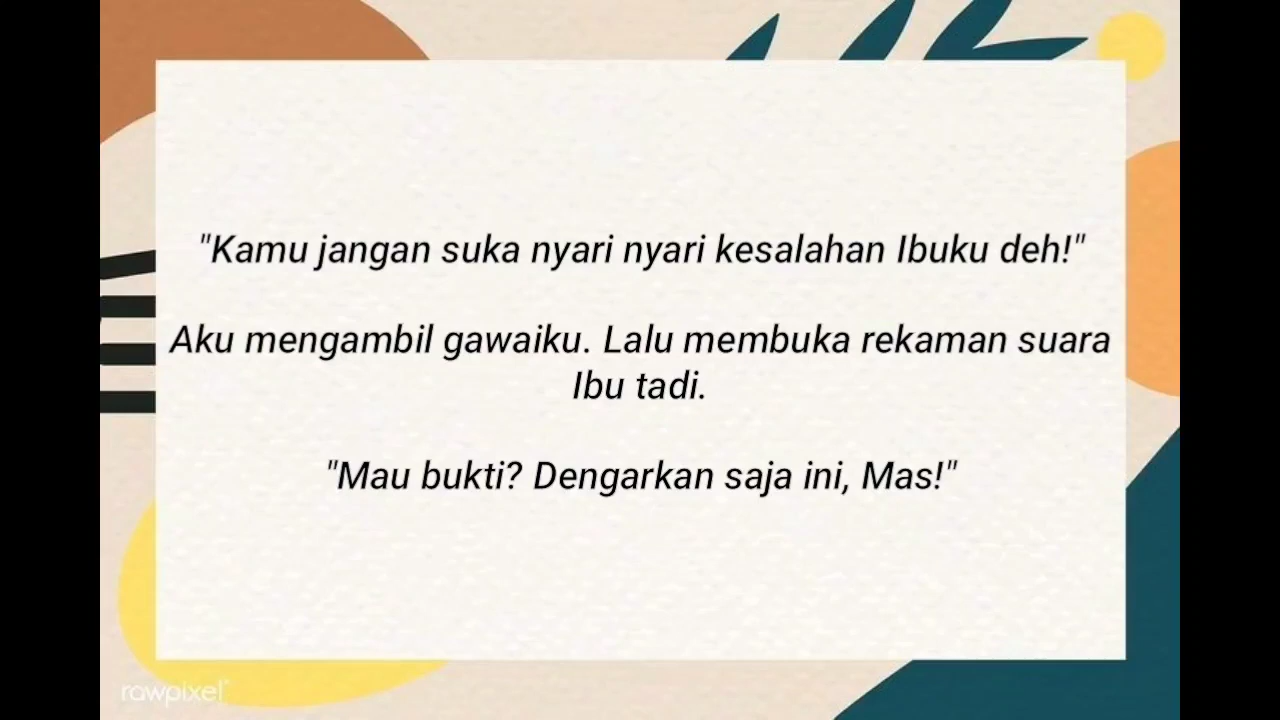 "Kamu jangan suka nyari nyari kesalahan Ibuku deh!"
Aku mengambil gawaiku. Lalu membuka rekaman suara
Ibu tadi.
"Mau bukti? Dengarkan saja ini, Mas!"
rawpixel